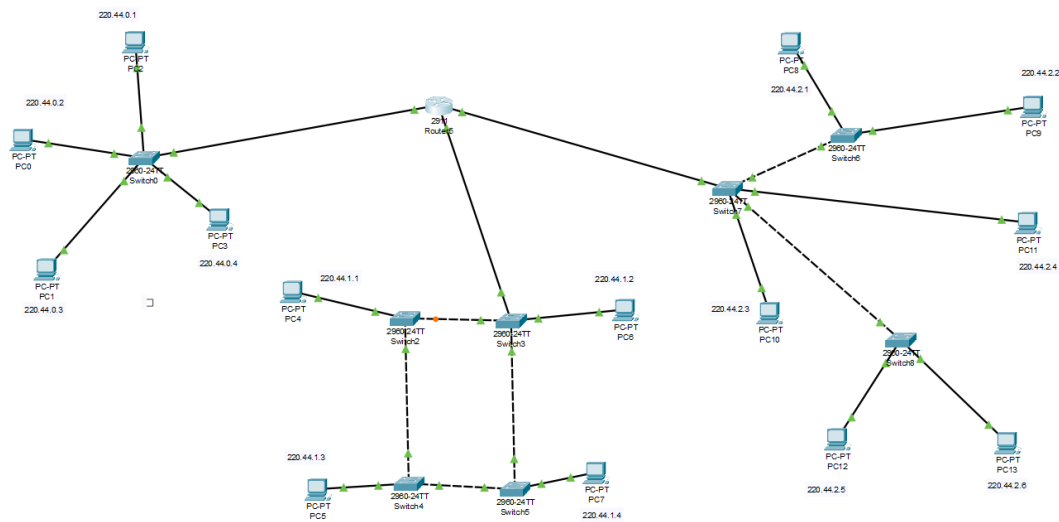 220.44.0.1
PC-PT
PC2
220.44.0.2
PC-PT
PC0
2960-24TT
Switch0
PC-PT
PC3
220.44.0.4
PC-PT
PC1
220.44.0.3
2911
Router5
PC-PT
PC8
220.44.2.1
220.44.2.2
PC-PT
PC9
2960-24TT
Switch6
2960-24TT
Switch7
PC-PT
PC11
220.44.2.4
220.44.2.3
PC-PT
PC10
2960-24TT
Switch8
PC-PT
PC12
220.44.2.5
PC-PT
PC13
220.44.2.6
220.44.1.1
PC-PT
PC4
2960-24TT
Switch2
2960-24TT
Switch3
220.44.1.2
PC-PT
PC6
220.44.1.3
PC-PT
PC5
2960-24TT
Switch4
2960-24TT
Switch5
PC-PT
PC7
220.44.1.4